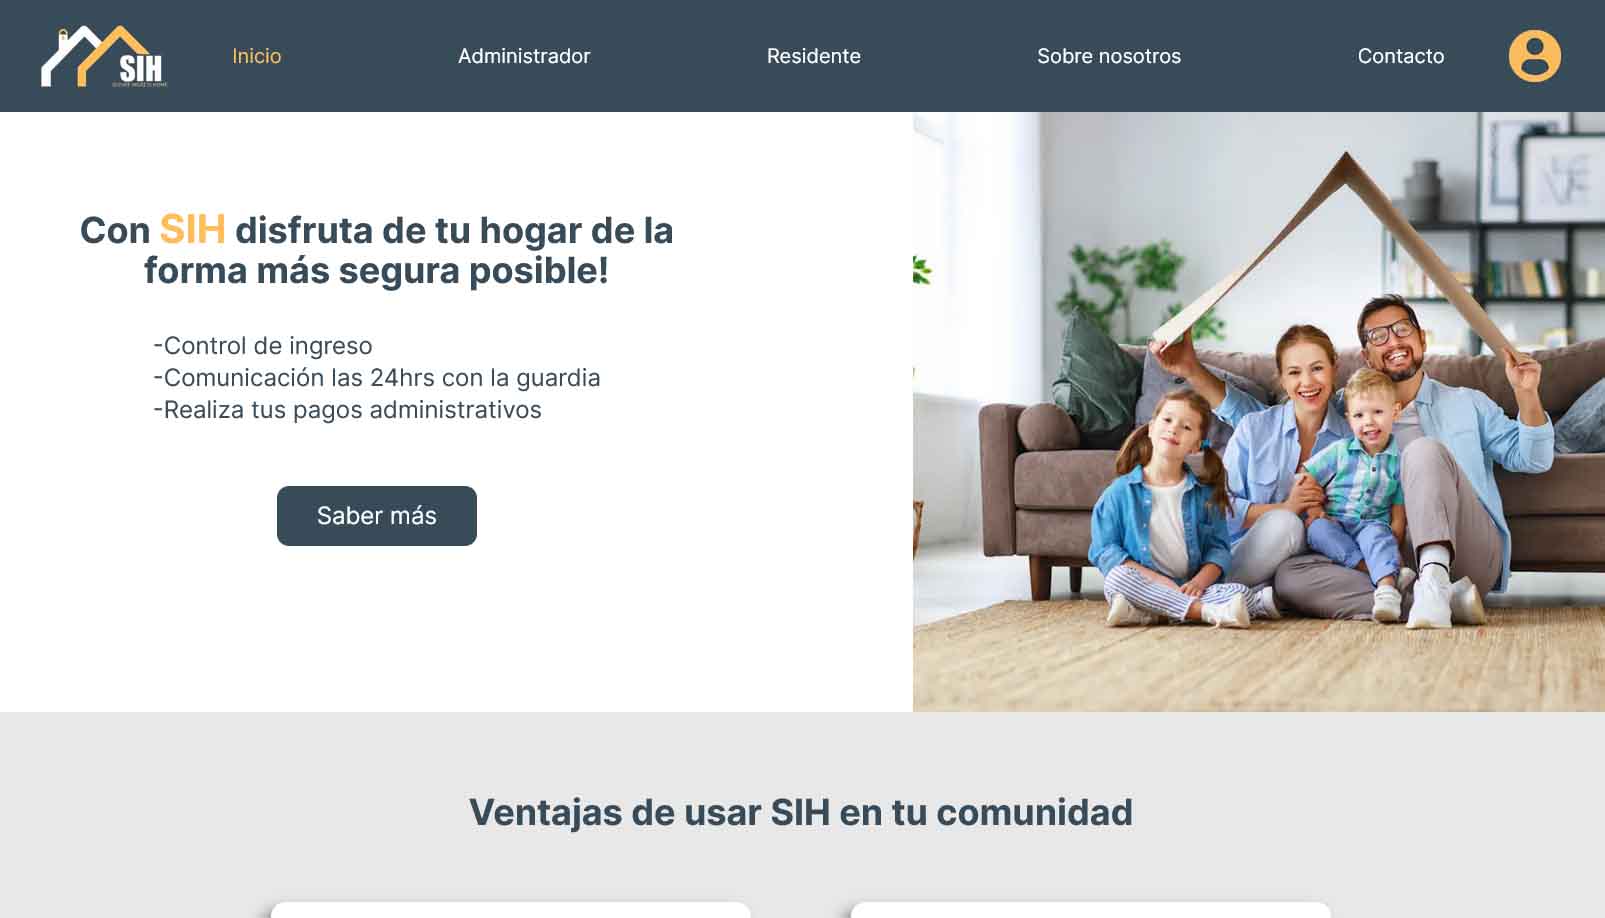 SIH
Inicio
Administrador
Residente
Sobre nosotros
Contacto
Con SIH disfruta de tu hogar de la
forma más segura posible!
-Control de ingreso
-Comunicación las 24hrs con la guardia
-Realiza tus pagos administrativos
Saber más
Ventajas de usar SIH en tu comunidad